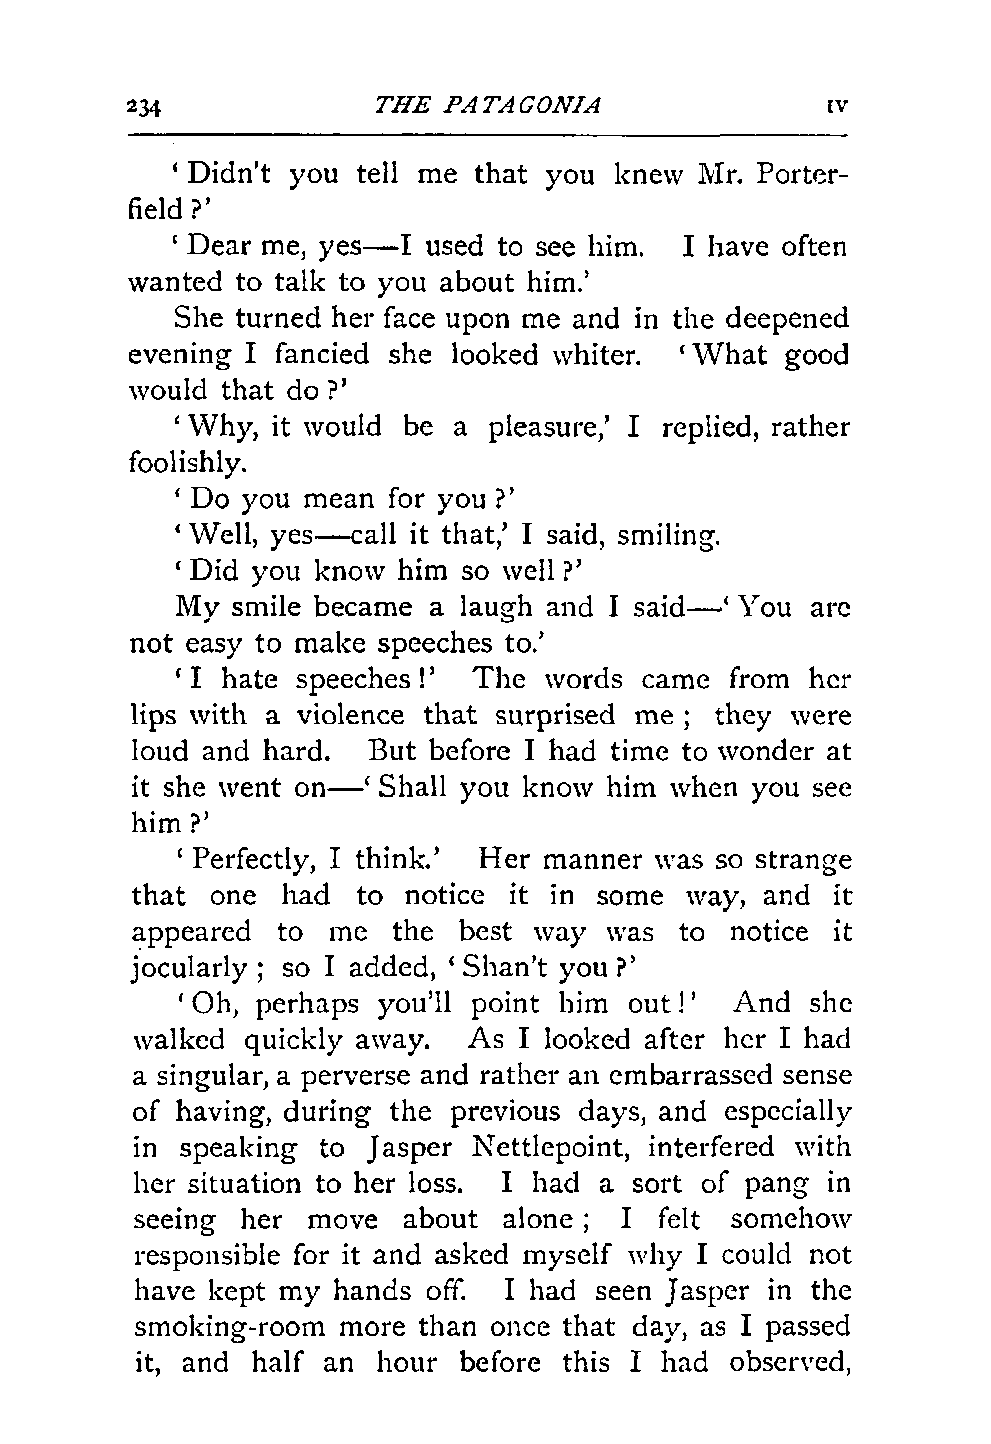 234 THE PATAGONIA IV
‘Didn't you tell me that you knew Mr. Porter-
field?’
‘Dear me, yes—I used to see him. I have often
wanted to talk to you about him.’
She turned her face upon me and in the deepened
evening I fancied she looked whiter. ‘What good
would that do?’
‘Why, it would be a pleasure,’ I replied, rather
foolishly.
‘Do you mean for you?’
‘Well, yes—call it that,’ I said, smiling.
‘Did you know him so well?’
My smile became a laugh and I said—‘You are
not easy to make speeches to.’
‘I hate speeches!’ The words came from her
lips with a violence that surprised me; they were
loud and hard. But before I had time to wonder at
it she went on—‘Shall you know him when you see
him?’
‘Perfectly, I think.’ Her manner was so strange
that one had to notice it in some way, and it
appeared to me the best way was to notice it
jocularly; so I added, ‘Shan't you?’
‘Oh, perhaps you'll point him out!’ And she
walked quickly away. As I looked after her I had
a singular, a perverse and rather an embarrassed sense
of having, during the previous days, and especially
in speaking to Jasper Nettlepoint, interfered with
her situation to her loss. I had a sort of pang in
seeing her move about alone; I felt somehow
responsible for it and asked myself why I could not
have kept my hands off. I had seen Jasper in the
smoking-room more than once that day, as I passed
it, and half an hour before this I had observed,